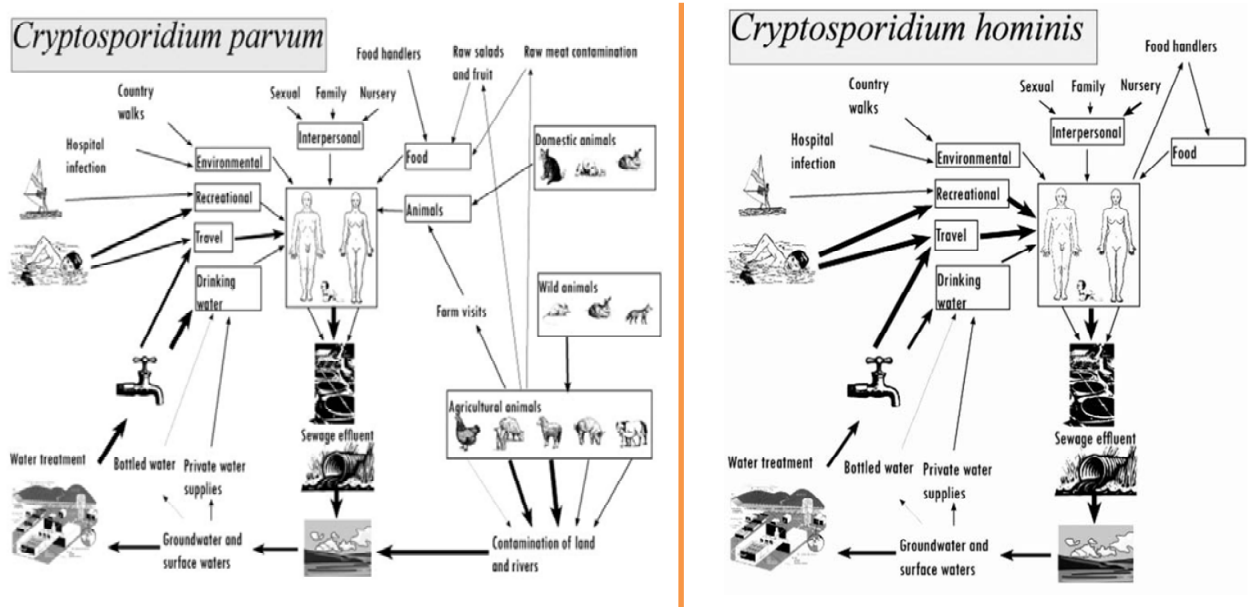 Cryptosporidium parvum
Food handlers
Raw salads
and fruit
Raw meat contamination
Country
walks
Sexual
Family
Nursery
Interpersonal
Hospital
infection
Environmental
Food
Domestic animals
Recreational
Animals
Travel
Drinking
water
Wild animals
Farm visits
Agricultural animals
Sewage effluent
Water treatment
Bottled water
Private water
supplies
Groundwater and
surface waters
Contamination of land
and rivers
Cryptosporidium hominis
Food handlers
Country
walks
Sexual
Family
Nursery
Interpersonal
Hospital
infection
Environmental
Food
Recreational
Travel
Drinking
water
Sewage effluent
Water treatment
Bottled water
Private water
supplies
Groundwater and
surface waters